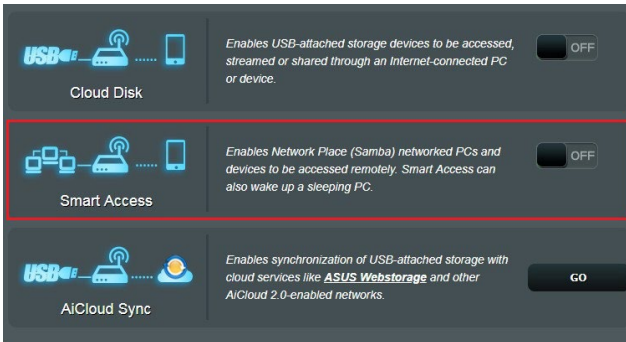 Enables USB-attached storage devices to be accessed,
streamed or shared through an Internet-connected PC
or device.
OFF
USB
Cloud Disk
Enables Network Place (Samba) networked PCs and
devices to be accessed remotely. Smart Access can
also wake up a sleeping PC.
OFF
Smart Access
Enables synchronization of USB-attached storage with
cloud services like ASUS Webstorage and other
AiCloud 2.0-enabled networks.
GO
USB
AiCloud Sync